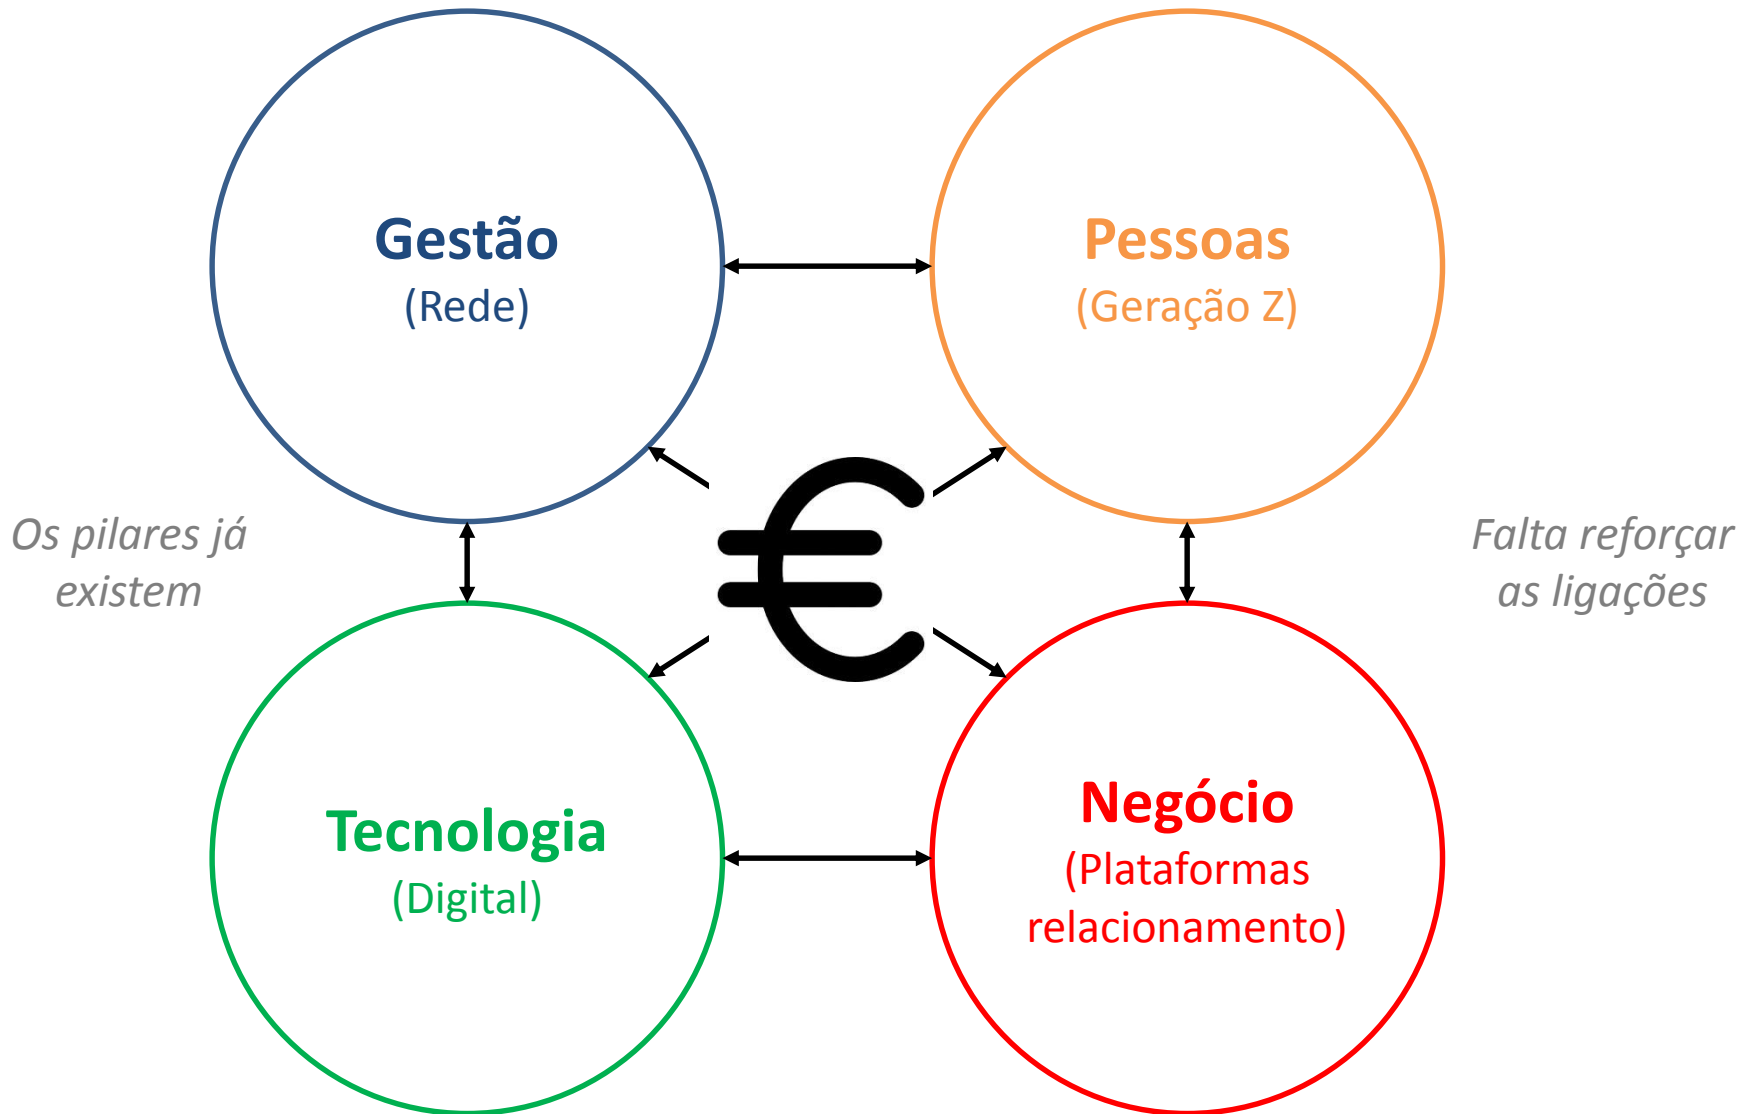 Gestão
(Rede)
Pessoas
(Geração Z)
Os pilares já
existem
€
Falta reforçar
as ligações
Tecnologia
(Digital)
Negócio
(Plataformas
relacionamento)